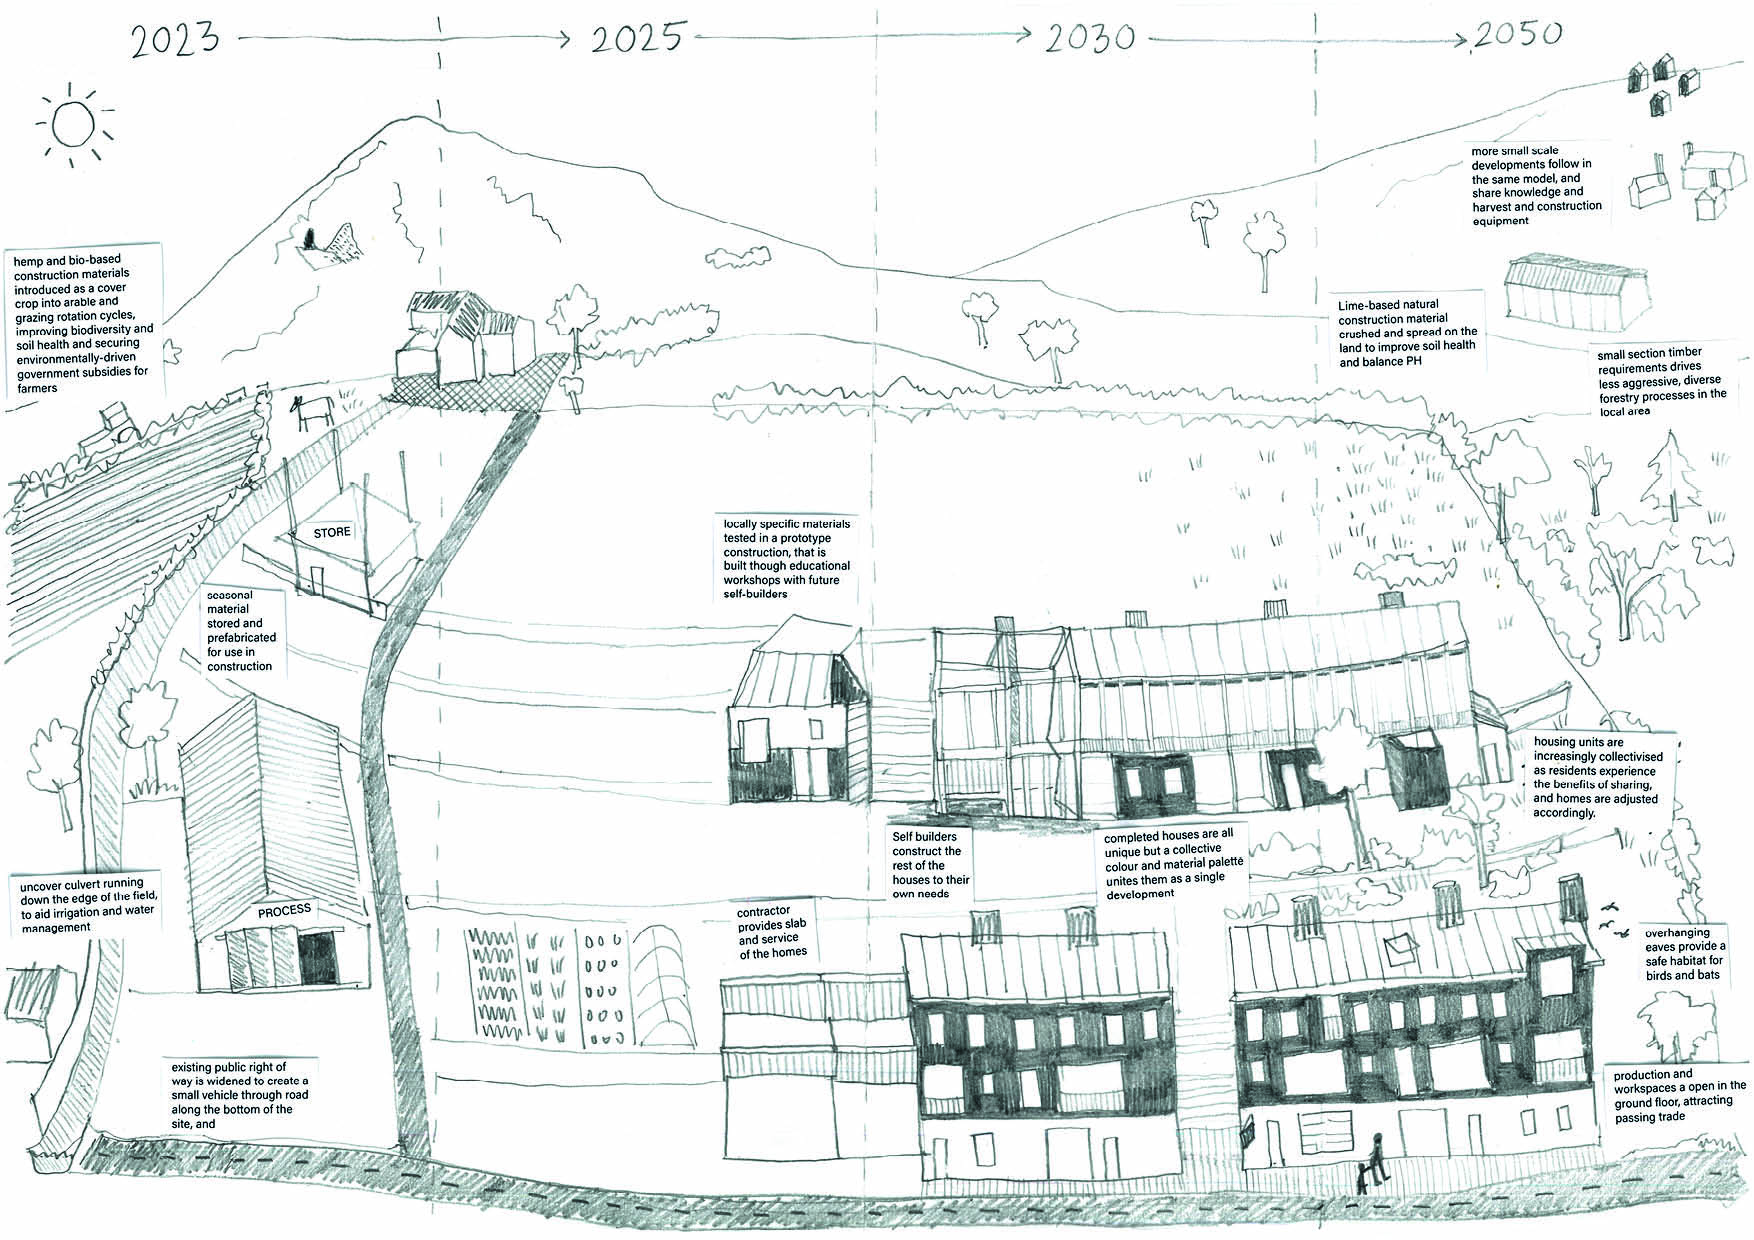 2023
2025
2030
2050
more small scale
developments follow in
the same model, and
share knowledge and
harvest and construction
equipment
hemp and bio-based
construction materials
introduced as a cover
crop into arable and
grazing rotation cycles,
improving biodiversity and
soil health and securing
environmentally-driven
government subsidies for
farmers
Lime-based natural
construction material
crushed and spread on the
land to improve soil health
and balance PH
small section timber
requirements drives
less aggressive, diverse
forestry processes in the
local area
STORE
locally specific materials
tested in a prototype
construction, that is
built though educational
workshops with future
self-builders
seasonal
material
stored and
prefabricated
for use in
construction
housing units are
increasingly collectivised
as residents experience
the benefits of sharing,
and homes are adjusted
accordingly.
Self builders
construct the
rest of the
houses to their
own needs
completed houses are all
unique but a collective
colour and material palette
unites them as a single
development
uncover culvert running
down the edge of the field,
to aid irrigation and water
management
PROCESS
contractor
provides slab
and service
of the homes
overhanging
eaves provide a
safe habitat for
birds and bats
existing public right of
way is widened to create a
small vehicle through road
along the bottom of the
site, and
production and
workspaces a open in the
ground floor, attracting
passing trade